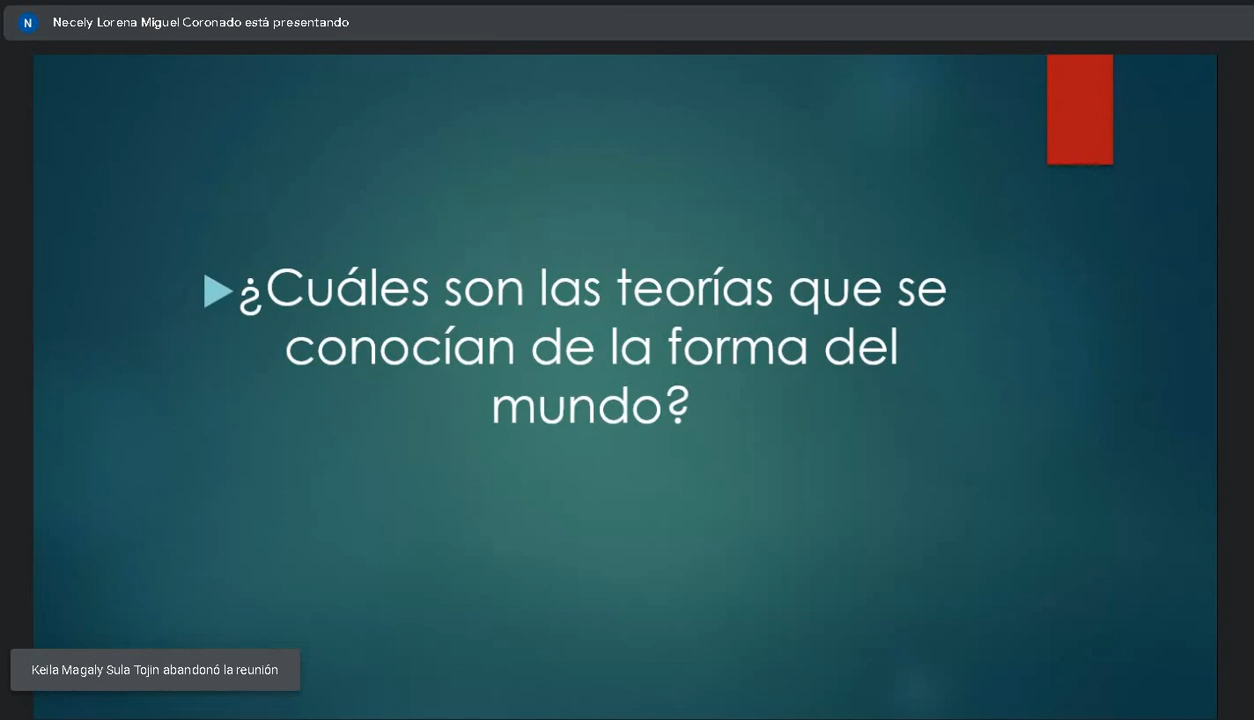 N
Necely Lorena Miguel Coronado está presentando
¿Cuáles son las teorías que se
conocían de la forma del
mundo?
Keila Magaly Sula Tojin abandonó la reunión